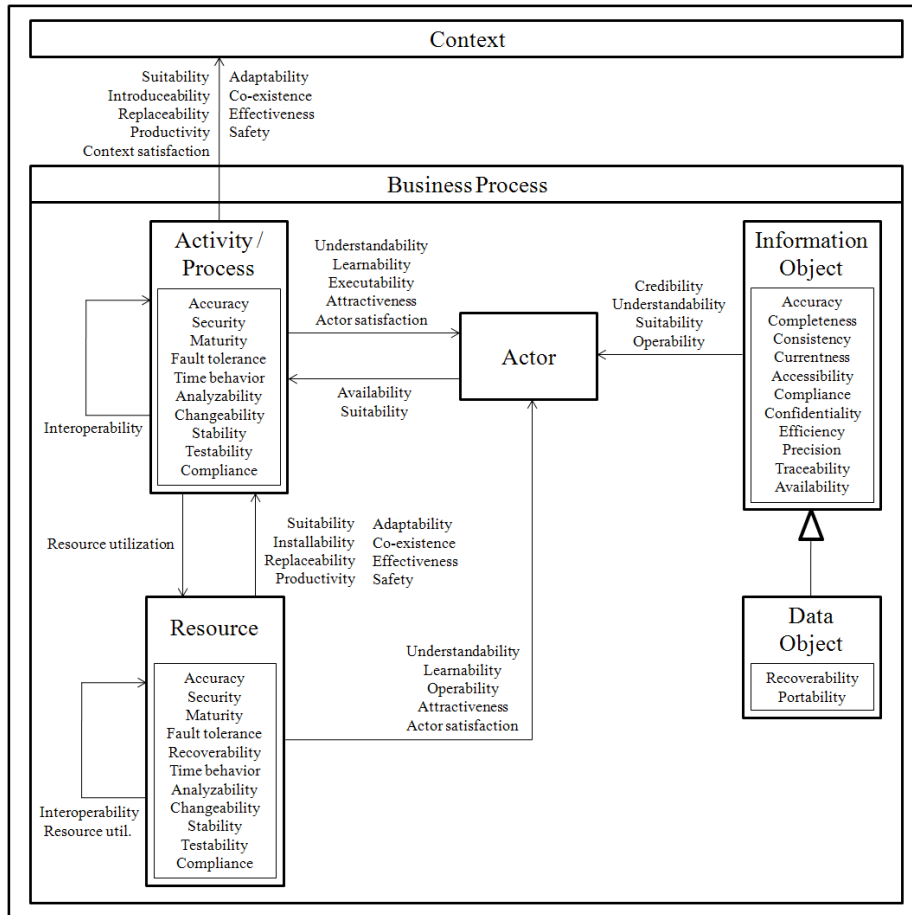 Context
Suitability
Introduceability
Replaceability
Productivity
Context satisfaction
Adaptability
Co-existence
Effectiveness
Safety
Business Process
Activity /
Process
Accuracy
Security
Maturity
Fault tolerance
Time behavior
Analyzability
Changeability
Stability
Testability
Compliance
Interoperability
Understandability
Learnability
Executability
Attractiveness
Actor satisfaction
Availability
Suitability
Actor
Credibility
Understandability
Suitability
Operability
Information
Object
Accuracy
Completeness
Consistency
Currentness
Accessibility
Compliance
Confidentiality
Efficiency
Precision
Traceability
Availability
Resource utilization
Suitability
Installability
Replaceability
Productivity
Adaptability
Co-existence
Effectiveness
Safety
Resource
Accuracy
Security
Maturity
Fault tolerance
Recoverability
Time behavior
Analyzability
Changeability
Stability
Testability
Compliance
Interoperability
Resource util.
Understandability
Learnability
Operability
Attractiveness
Actor satisfaction
Data
Object
Recoverability
Portability